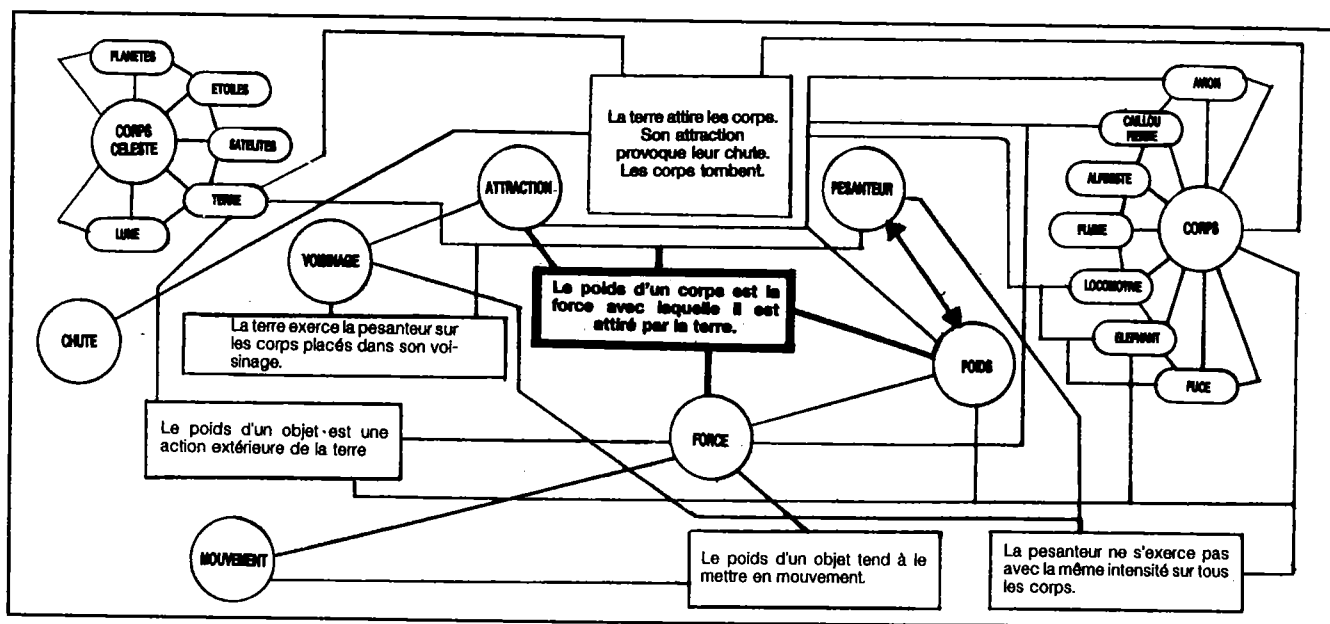 PLANETES
ETOILES
CORPS
CELESTE
SATELITES
TERRE
LUNE
ATTRACTION
La terre attire les corps.
Son attraction
provoque leur chute.
Les corps tombent.
PESANTEUR
AVION
CAILLOU
PIERRE
ALPINISTE
PLUME
CORPS
LOCOMOTIVE
ELEPHANT
PUCE
VOISINAGE
CHUTE
La terre exerce la pesanteur sur
les corps placés dans son voi-
sinage.
Le poids d'un corps est la
force avec laquelle il est
attiré par la terre.
POIDS
Le poids d'un objet est une
action extérieure de la terre
FORCE
MOUVEMENT
Le poids d'un objet tend à le
mettre en mouvement.
La pesanteur ne s'exerce pas
avec la même intensité sur tous
les corps.